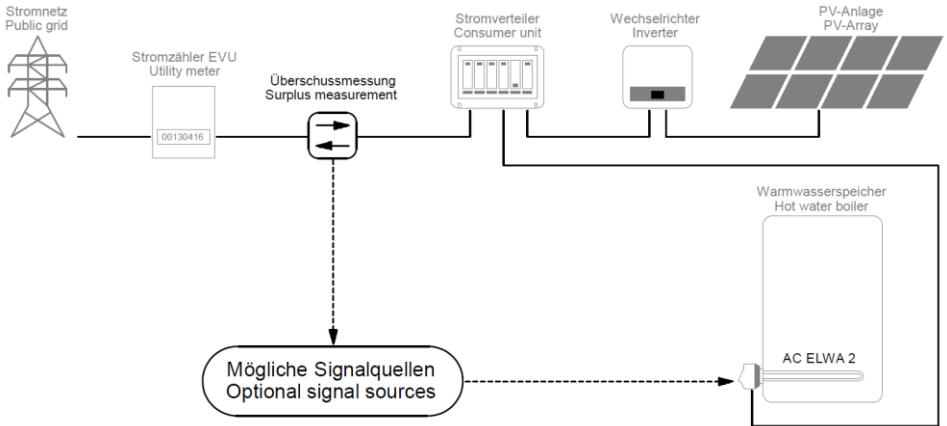 Stromnetz
Public grid
Stromzähler EVU
Utility meter
00130416
Überschussmessung
Surplus measurement
Stromverteiler
Consumer unit
Wechselrichter
Inverter
PV-Anlage
PV-Array
Warmwasserspeicher
Hot water boiler
AC ELWA 2
Mögliche Signalquellen
Optional signal sources